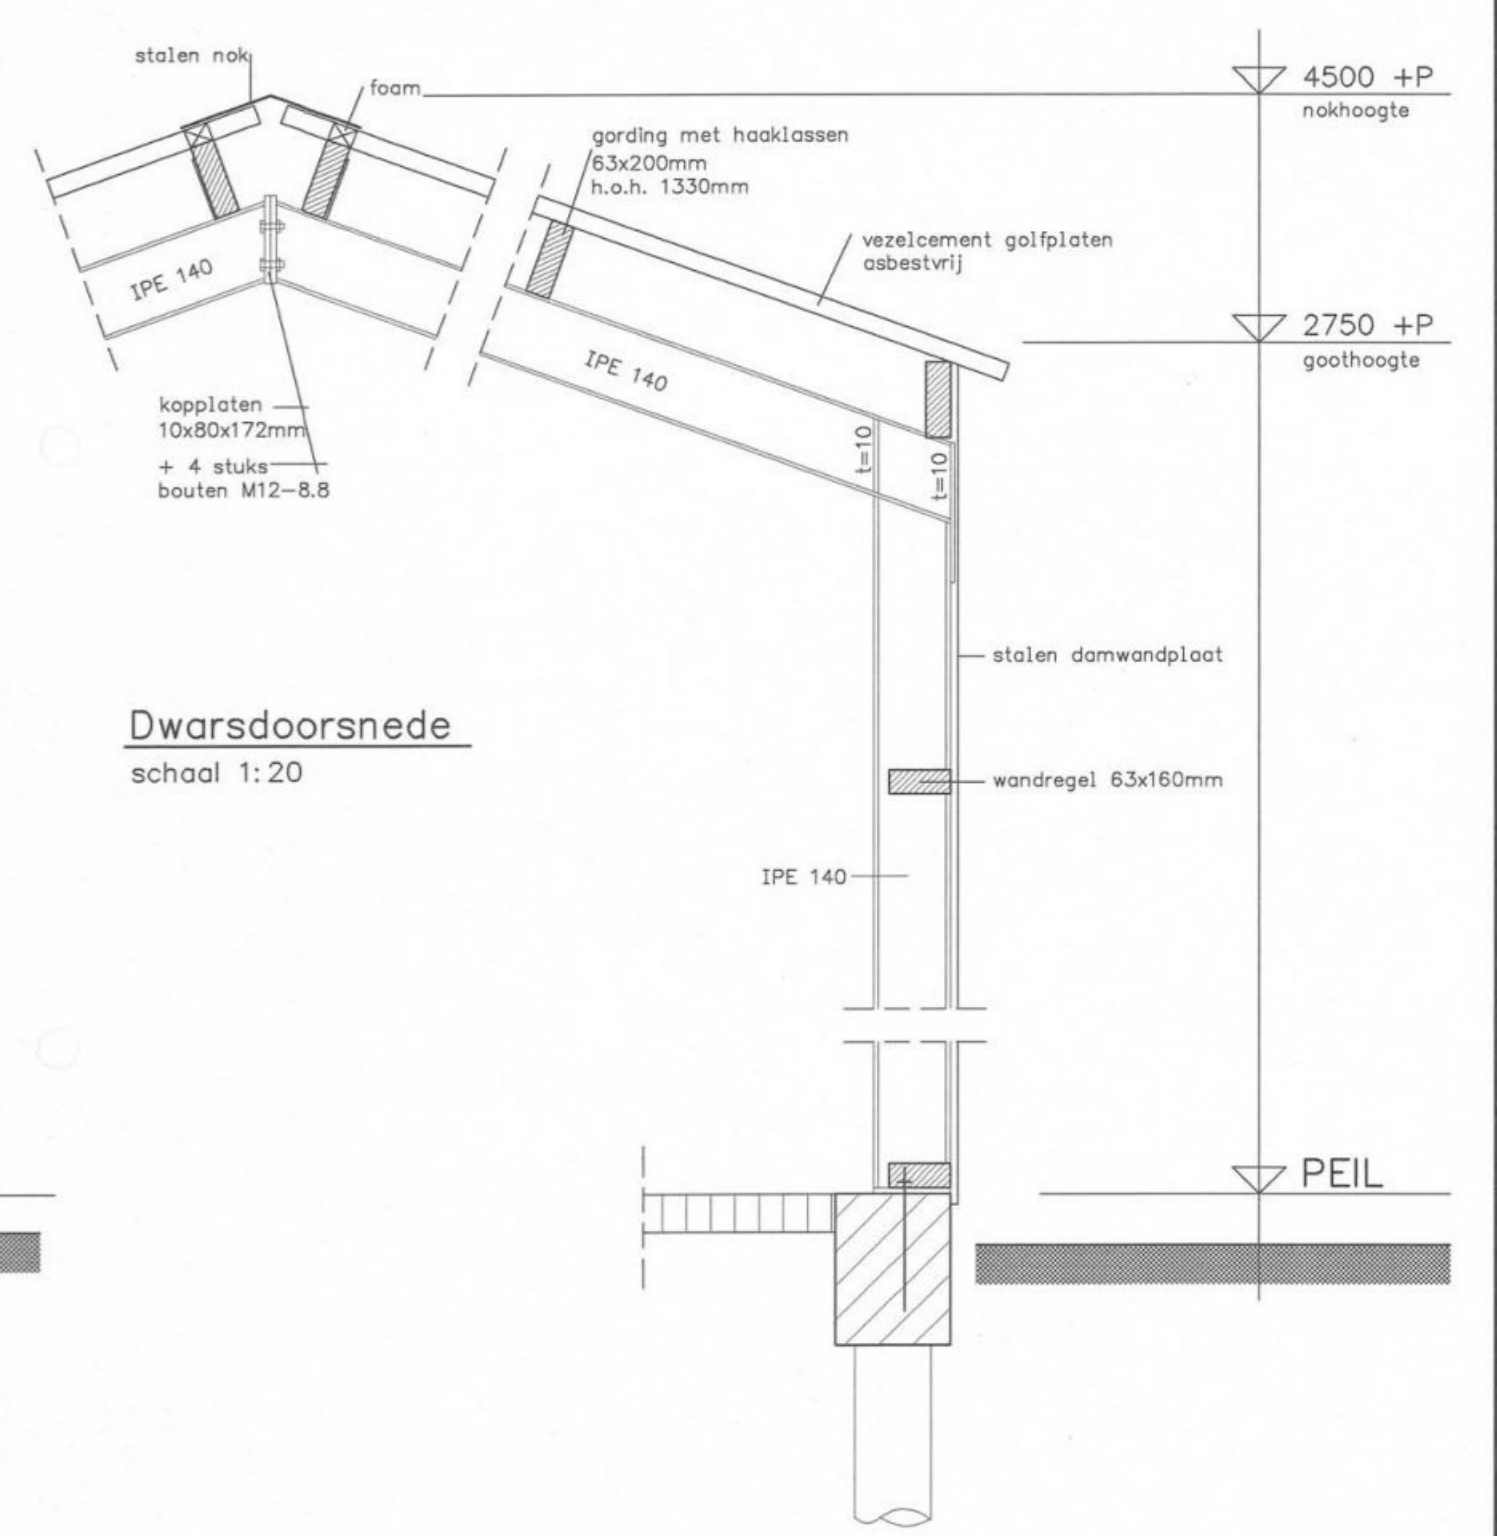 stalen nok
foam
4500 +P
nokhoogte
gording met haaklassen
63x200mm
h.o.h. 1330mm
vezelcement golfplaten
asbestvrij
2750 +P
goothoogte
IPE 140
IPE 140
kopplaten
10x80x172mm
+ 4 stuks
bouten M12-8.8
t=10
t=10
stalen damwandplaat
Dwarsdoorsnede
schaal 1:20
wandregel 63x160mm
IPE 140
PEIL